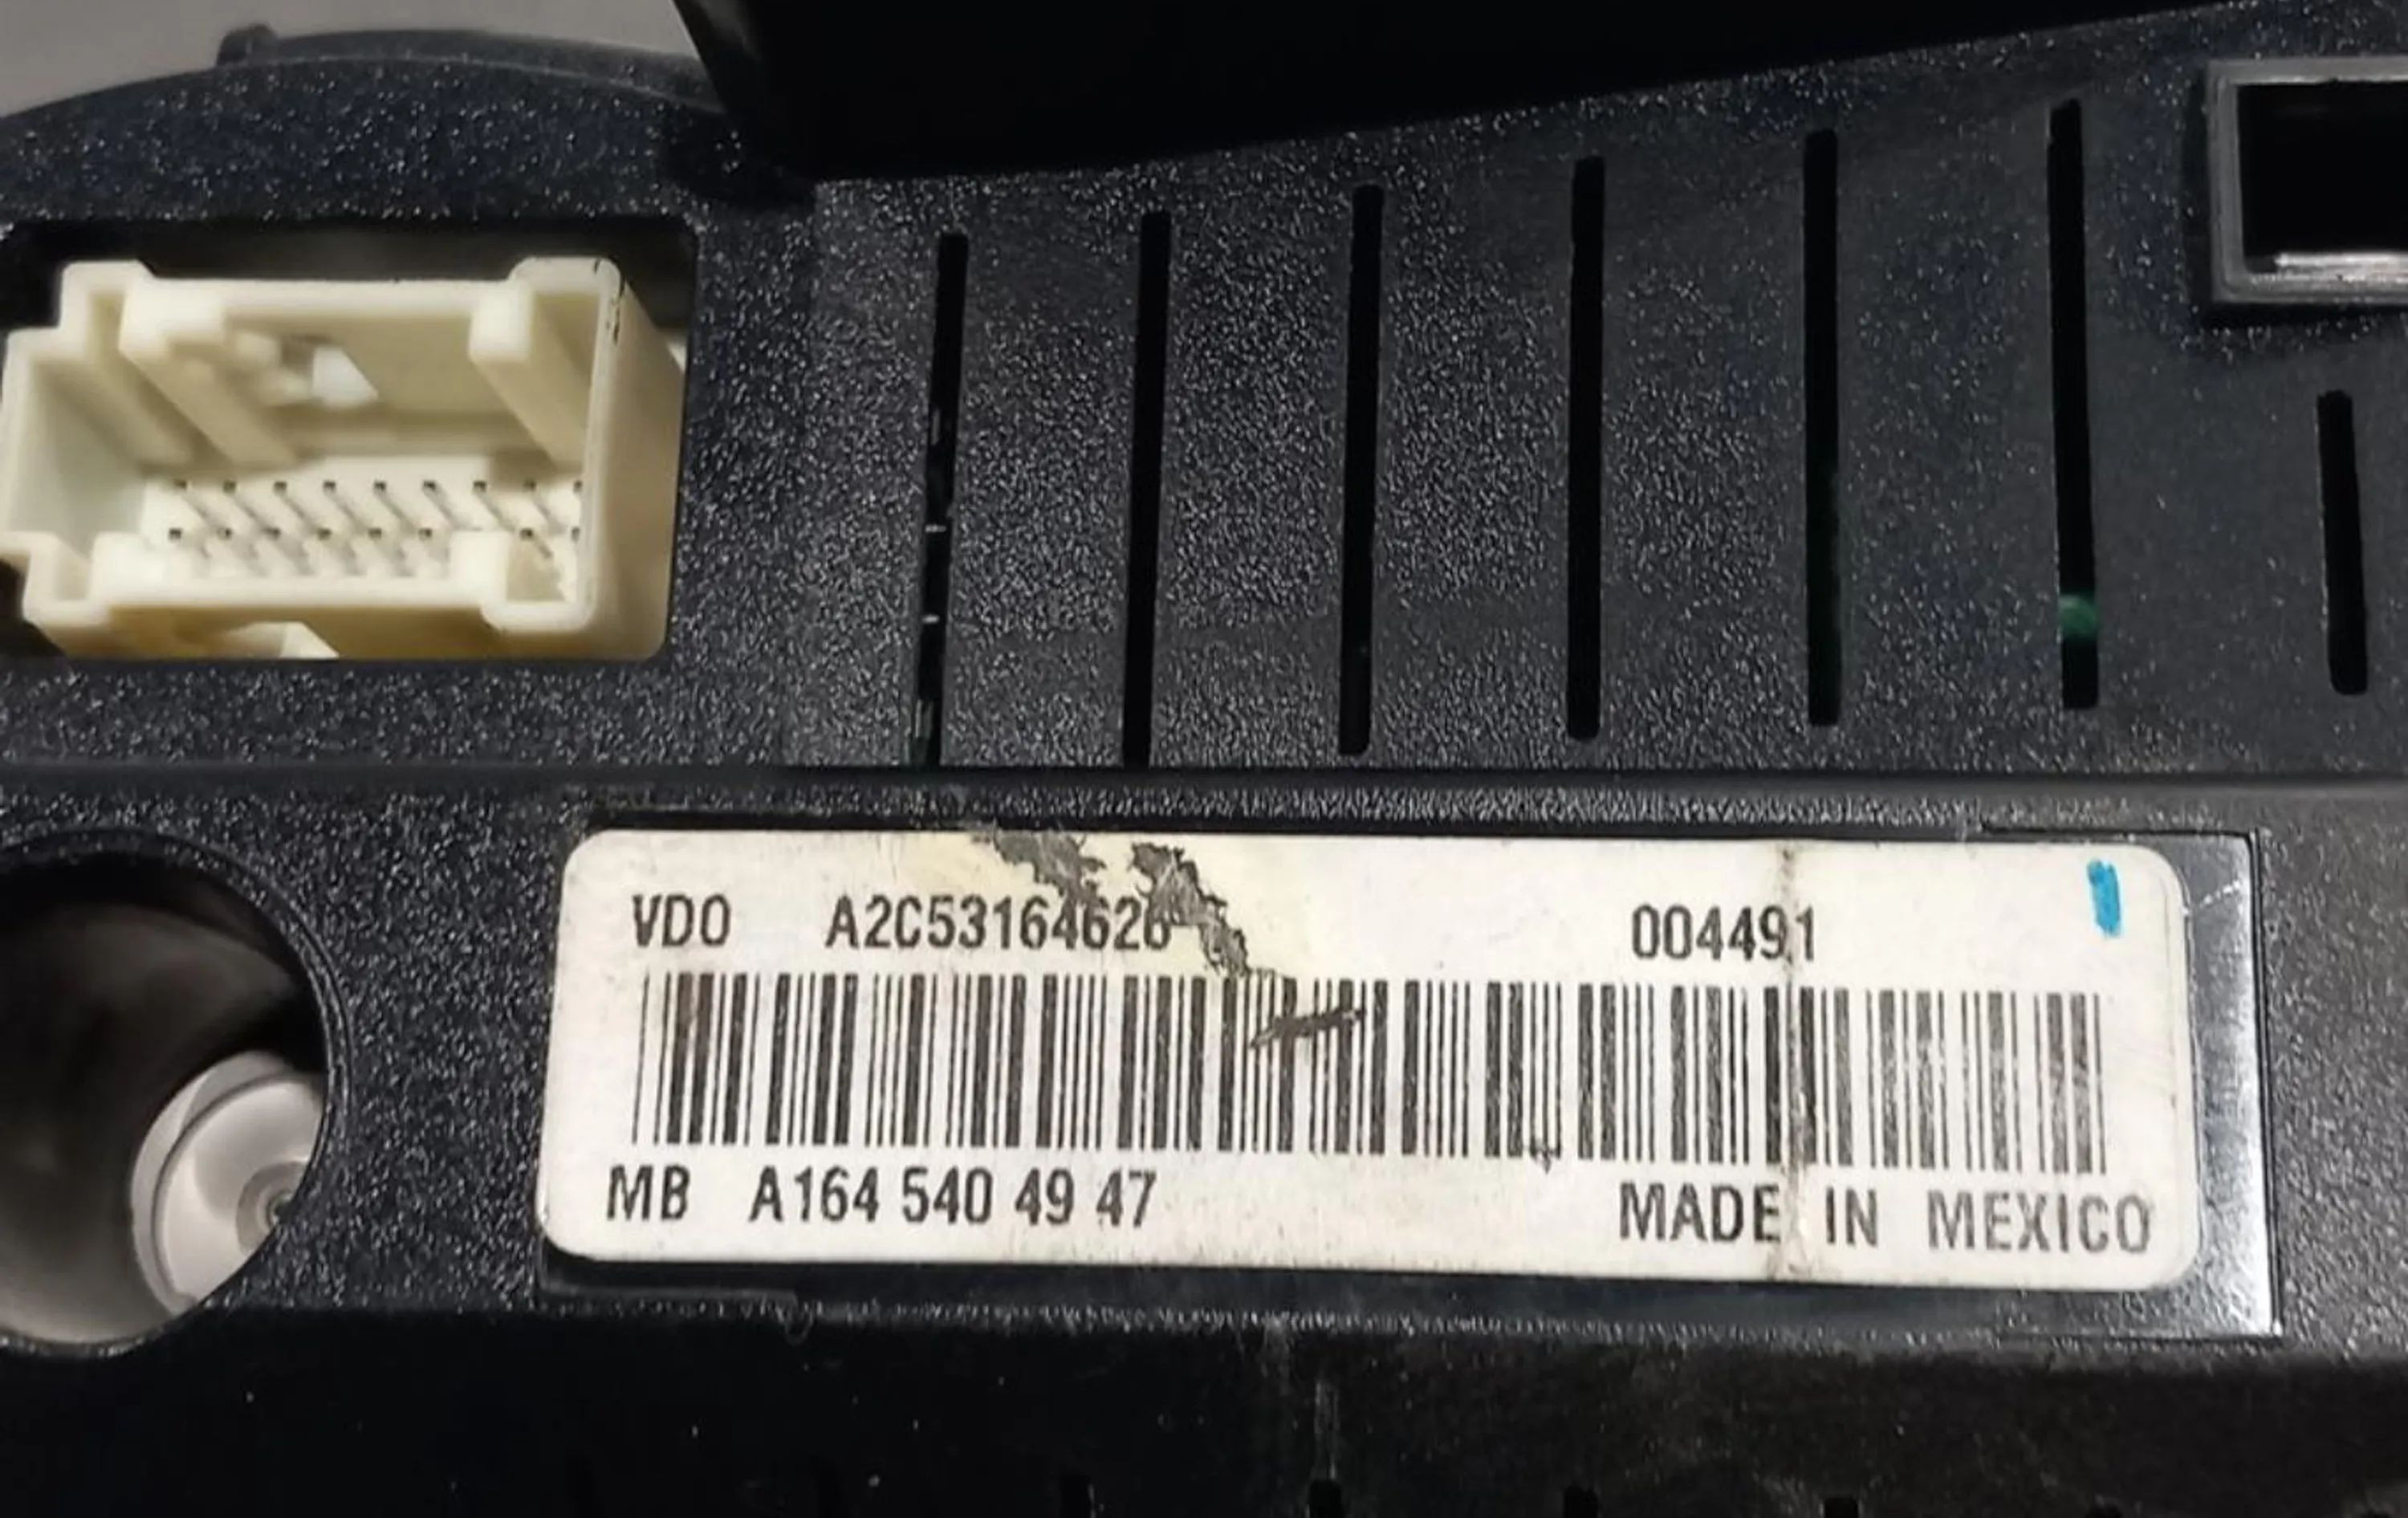 VDO A2C53164626 004491
MB A164 540 49 47 MADE IN MEXICO